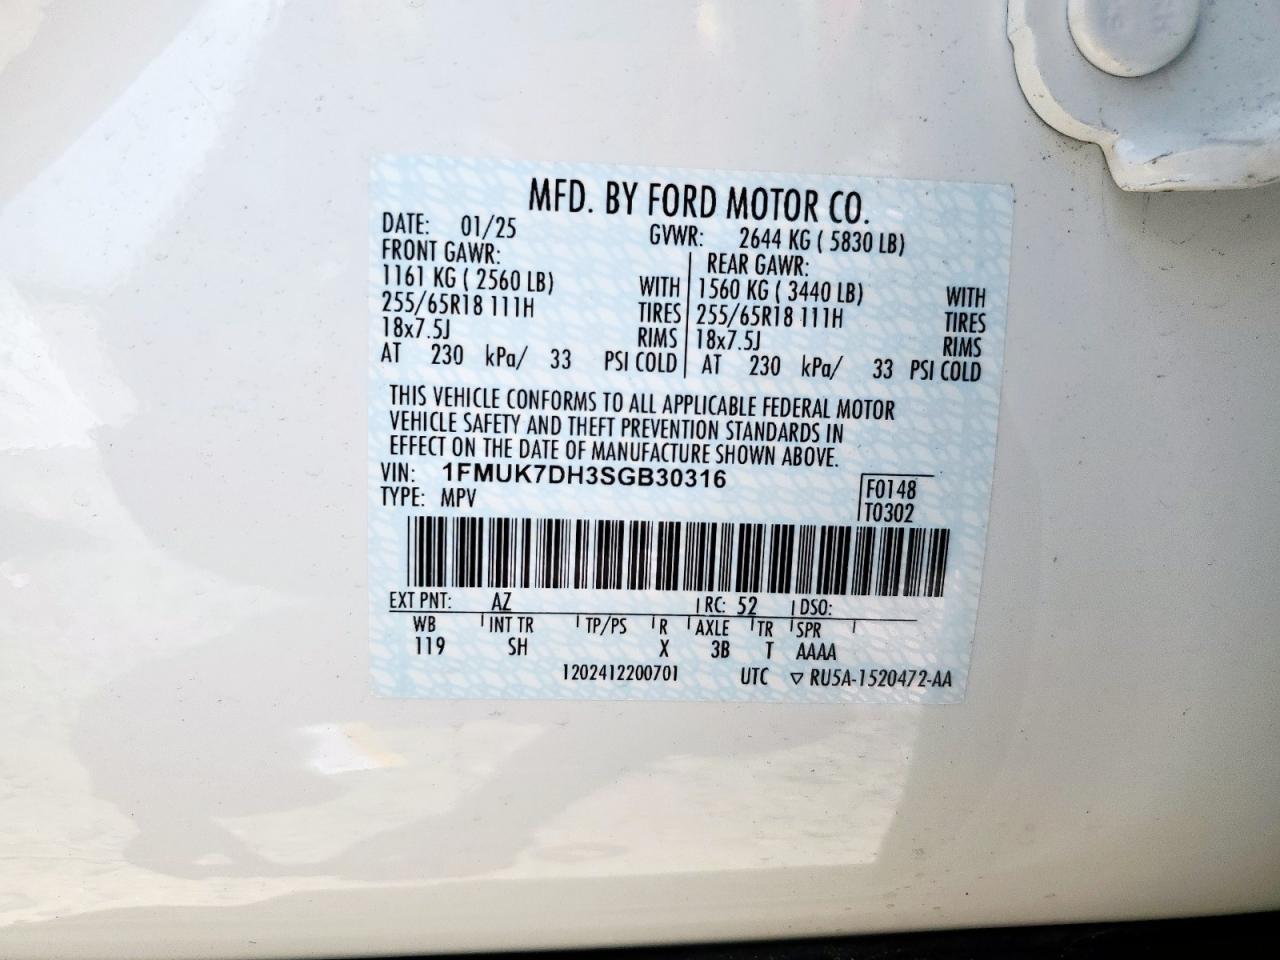 MFD. BY FORD MOTOR CO.
DATE: 01/25 GVWR: 2644 KG ( 5830 LB)
FRONT GAWR: REAR GAWR:
1161 KG ( 2560 LB) WITH 1560 KG ( 3440 LB) WITH
255/65R18 111H TIRES 255/65R18 111H TIRES
18x7.5J RIMS 18x7.5J RIMS
AT 230 kPa/ 33 PSI COLD AT 230 kPa/ 33 PSI COLD
THIS VEHICLE CONFORMS TO ALL APPLICABLE FEDERAL MOTOR
VEHICLE SAFETY AND THEFT PREVENTION STANDARDS IN
EFFECT ON THE DATE OF MANUFACTURE SHOWN ABOVE.
VIN: 1FMUK7DH3SGB30316
TYPE: MPV
F0148
T0302
EXT PNT: AZ RC: 52 DSO:
WB INT TR TP/PS R AXLE TR SPR
119 SH X 3B T AAAA
1202412200701 UTC ▽ RU5A-1520472-AA